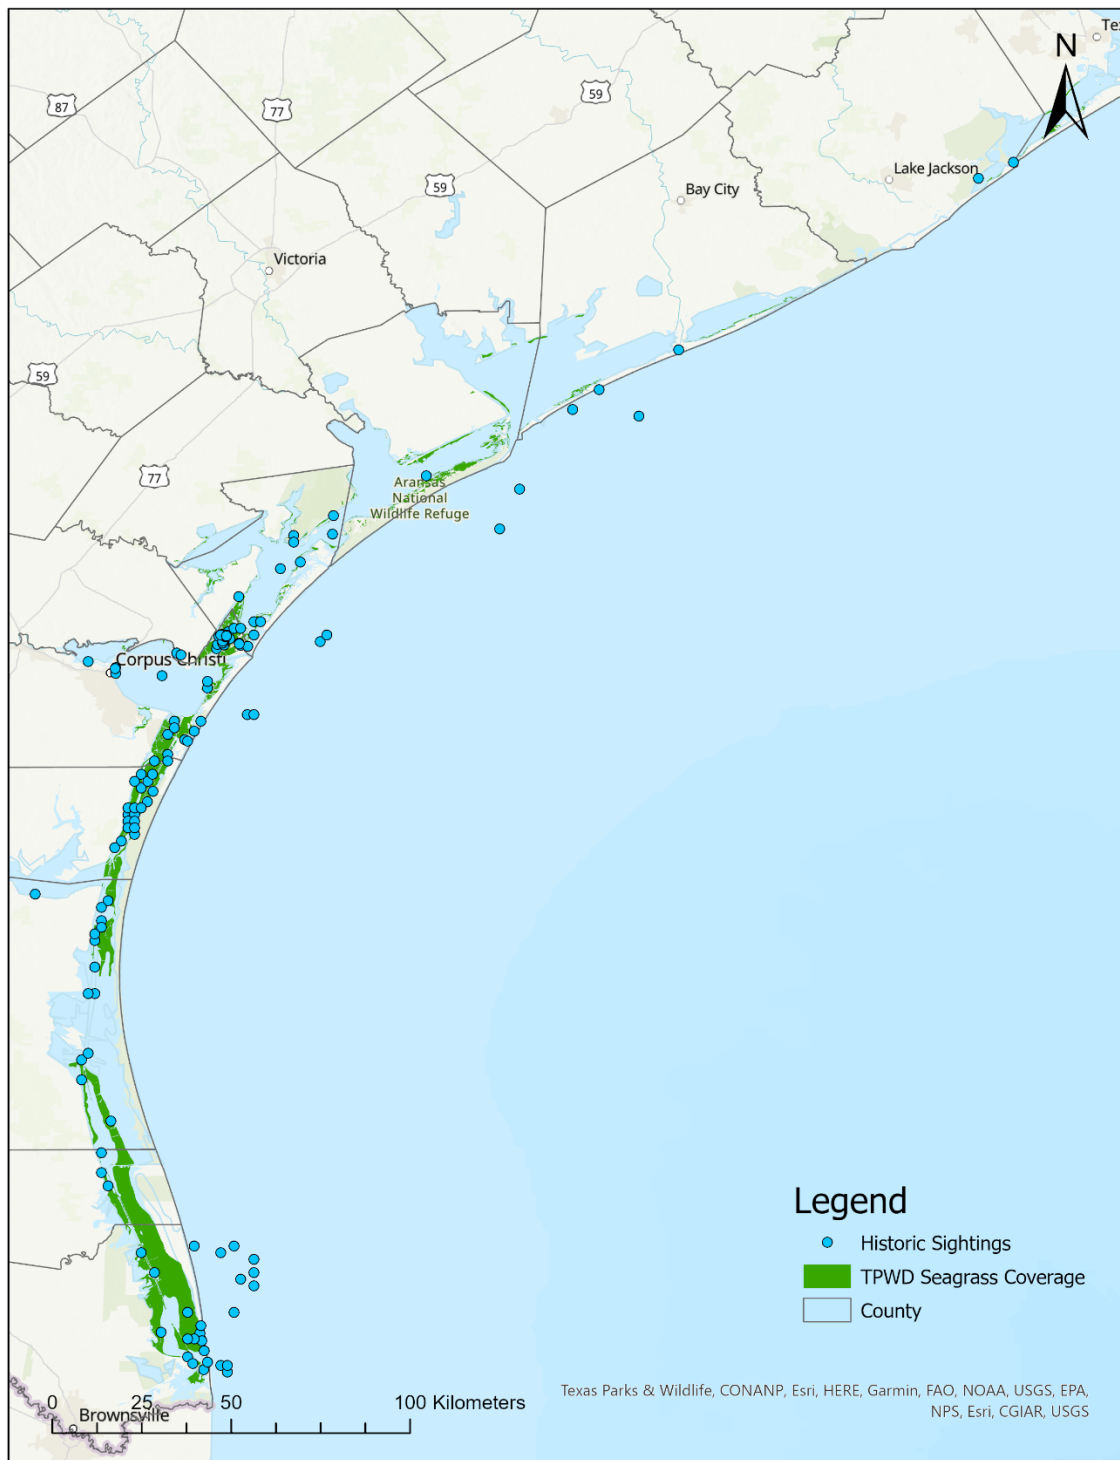 Tex
N
87
77
59
59
Lake Jackson
Bay City
Victoria
59
77
Aransas
National
Wildlife Refuge
Corpus Christi
Legend
Historic Sightings
TPWD Seagrass Coverage
County
0 25 50 100 Kilometers
Brownsville
Texas Parks & Wildlife, CONANP, Esri, HERE, Garmin, FAO, NOAA, USGS, EPA,
NPS, Esri, CGIAR, USGS